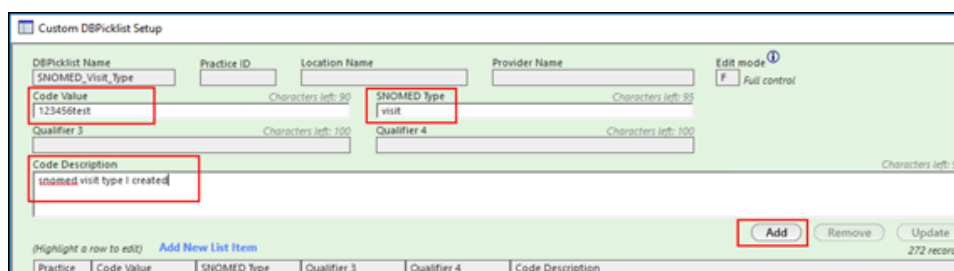 Custom DBPicklist Setup
DBPicklist Name Practice ID Location Name Provider Name Edit mode
SNOMED_Visit_Type F Full control
Code Value Characters left: 90 SNOMED Type Characters left: 95
123456test visit
Qualifier 3 Characters left: 100 Qualifier 4 Characters left: 100
Code Description Characters left:
snomed visit type I created
Add Remove Update
(Highlight a row to edit) Add New List Item 272 record
Practice Code Value SNOMED Type Qualifier 3 Qualifier 4 Code Description